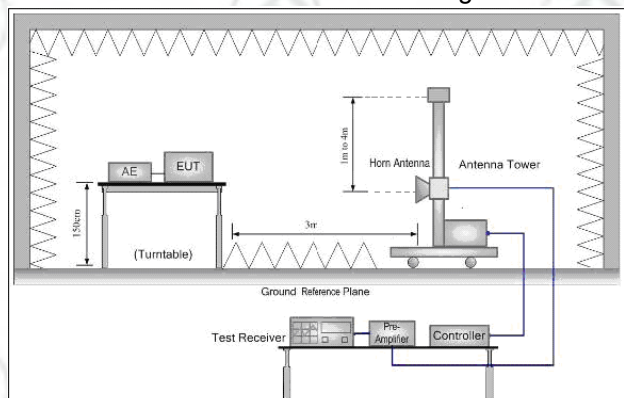 1m to 4m
Horn Antenna
Antenna Tower
AE
EUT
150cm
(Turntable)
3m
Ground Reference Plane
Test Receiver
Pre-
Amplifier
Controller